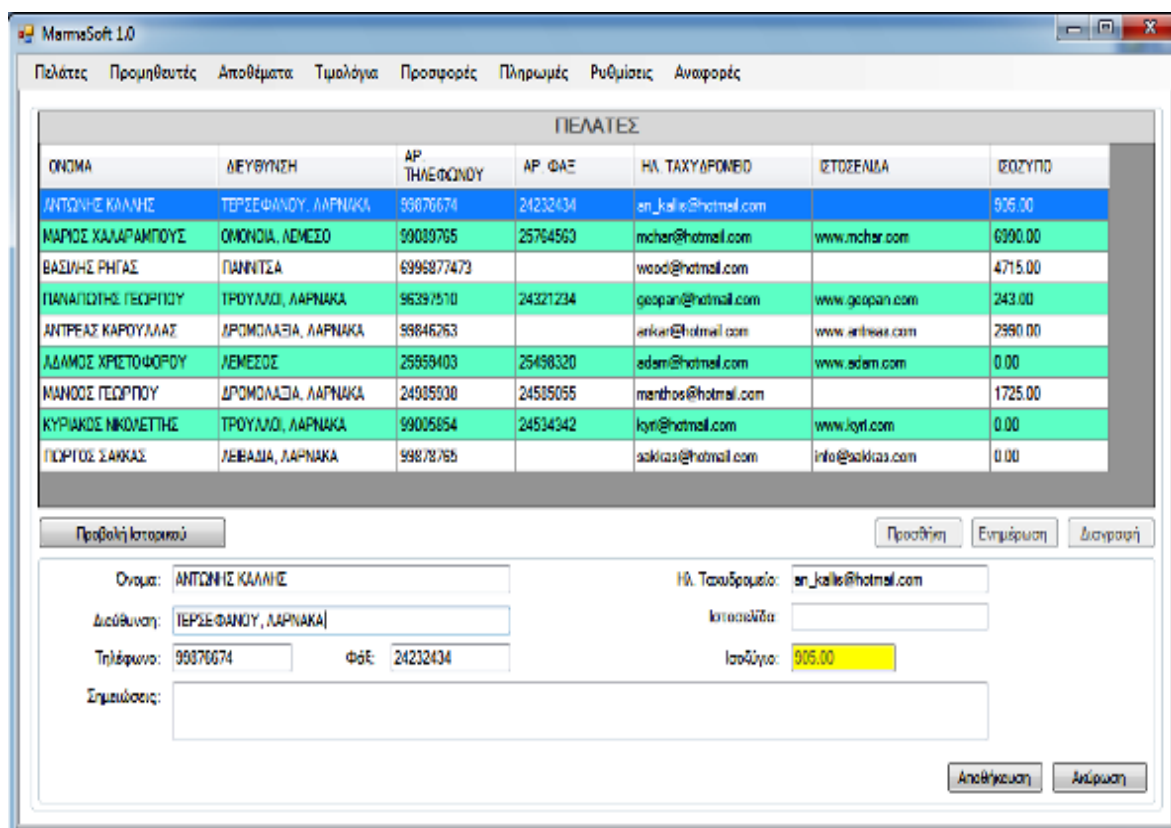 MarmaSoft 1.0
Πελάτες Προμηθευτές Αποθέματα Τιμολόγια Προσφορές Πληρωμές Ρυθμίσεις Αναφορές
ΠΕΛΑΤΕΣ
ΟΝΟΜΑ ΔΙΕΥΘΥΝΣΗ ΑΡ. ΤΗΛΕΦΩΝΟΥ ΑΡ. ΦΑΞ ΗΛ. ΤΑΧΥΔΡΟΜΕΙΟ ΙΣΤΟΣΕΛΙΔΑ ΙΣΟΖΥΓΙΟ
ΑΝΤΩΝΗΣ ΚΑΛΛΗΣ ΤΕΡΣΕΦΑΝΟΥ, ΛΑΡΝΑΚΑ 99876674 24232434 an_kallis@hotmail.com 905.00
ΜΑΡΙΟΣ ΧΑΛΑΡΑΜΠΟΥΣ ΟΜΟΝΟΙΑ, ΛΕΜΕΣΟ 99089765 25764563 mchar@hotmail.com www.mchar.com 6990.00
ΒΑΣΙΛΗΣ ΡΗΓΑΣ ΓΙΑΝΝΙΤΣΑ 6996877473 wood@hotmail.com 4715.00
ΠΑΝΑΓΙΩΤΗΣ ΓΕΩΡΓΙΟΥ ΤΡΟΥΛΛΟΙ, ΛΑΡΝΑΚΑ 96397510 24321234 geopan@hotmail.com www.geopan.com 243.00
ΑΝΤΡΕΑΣ ΚΑΡΟΥΛΛΑΣ ΔΡΟΜΟΛΑΞΙΑ, ΛΑΡΝΑΚΑ 99846263 ankar@hotmail.com www.antreas.com 2990.00
ΑΔΑΜΟΣ ΧΡΙΣΤΟΦΟΡΟΥ ΛΕΜΕΣΟΣ 25959403 25498320 adam@hotmail.com www.adam.com 0.00
ΜΑΝΘΟΣ ΓΕΩΡΓΙΟΥ ΔΡΟΜΟΛΑΞΙΑ, ΛΑΡΝΑΚΑ 24985938 24585055 manthos@hotmail.com 1725.00
ΚΥΡΙΑΚΟΣ ΝΙΚΟΛΕΤΤΗΣ ΤΡΟΥΛΛΟΙ, ΛΑΡΝΑΚΑ 99005854 24534342 kyri@hotmail.com www.kyri.com 0.00
ΓΙΩΡΓΟΣ ΣΑΚΚΑΣ ΛΕΙΒΑΔΙΑ, ΛΑΡΝΑΚΑ 99878765 sakkas@hotmail.com info@sakkas.com 0.00
Προβολή Ιστορικού Προσθήκη Ενημέρωση Διαγραφή
Όνομα: ΑΝΤΩΝΗΣ ΚΑΛΛΗΣ Ηλ. Ταχυδρομείο: an_kallis@hotmail.com
Διεύθυνση: ΤΕΡΣΕΦΑΝΟΥ, ΛΑΡΝΑΚΑ Ιστοσελίδα:
Τηλέφωνο: 99876674 Φάξ: 24232434 Ισοζύγιο: 905.00
Σημειώσεις:
Αποθήκευση Ακύρωση